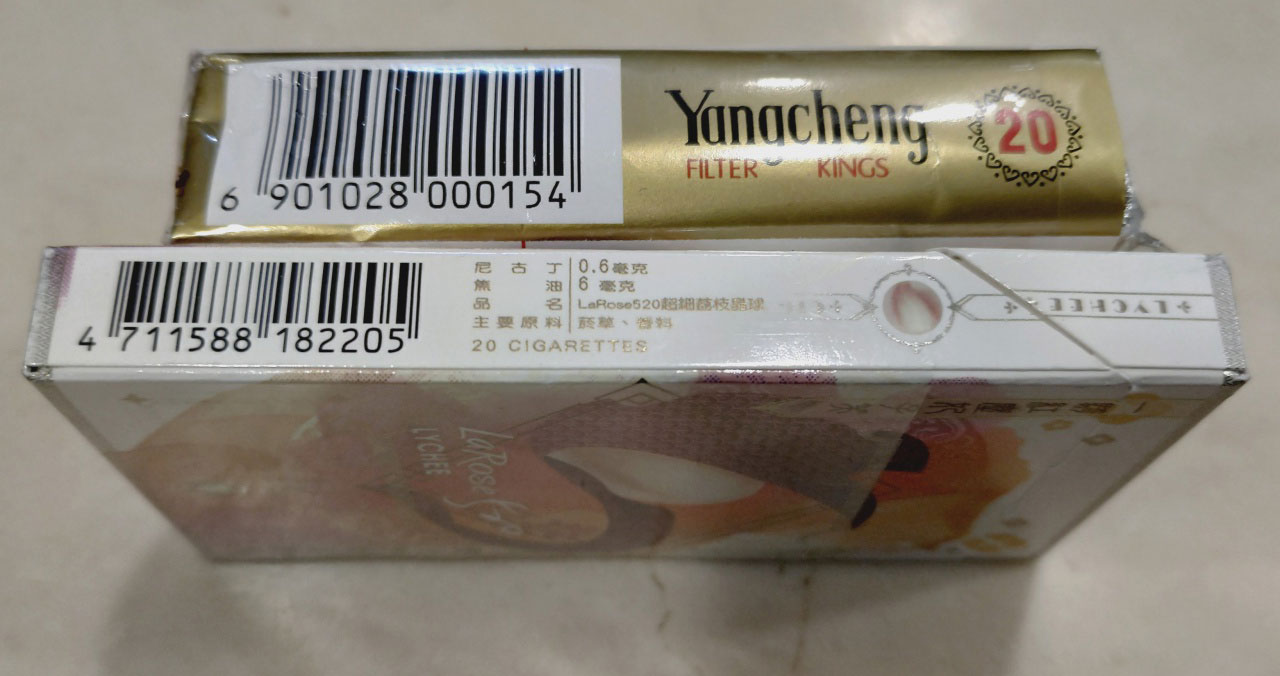 Yangcheng
FILTER KINGS
20
6 901028 000154
尼古丁 0.6毫克
焦油 6 毫克
品名 LaRose520超細荔枝晶球
主要原料 菸草、香料
20 CIGARETTES
4 711588 182205
LYCHEE
LaRose 520
LYCHEE